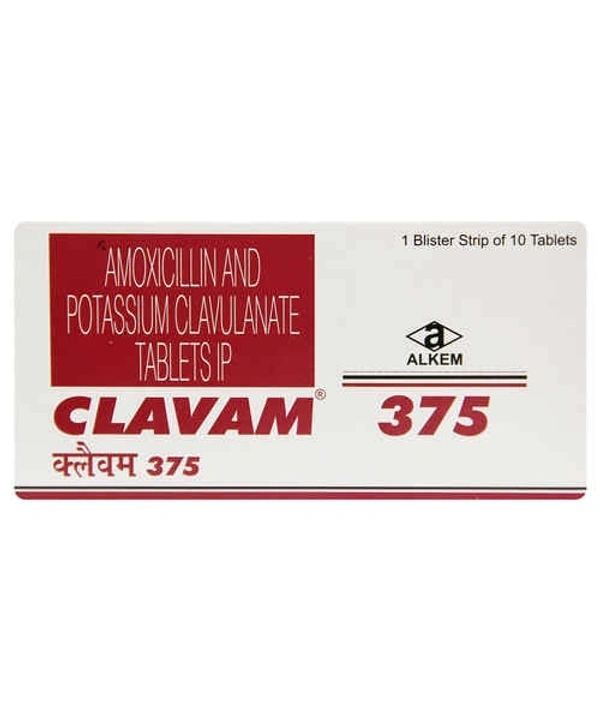 AMOXICILLIN AND
POTASSIUM CLAVULANATE
TABLETS IP
1 Blister Strip of 10 Tablets
a
ALKEM
CLAVAM® 375
क्लैवम 375